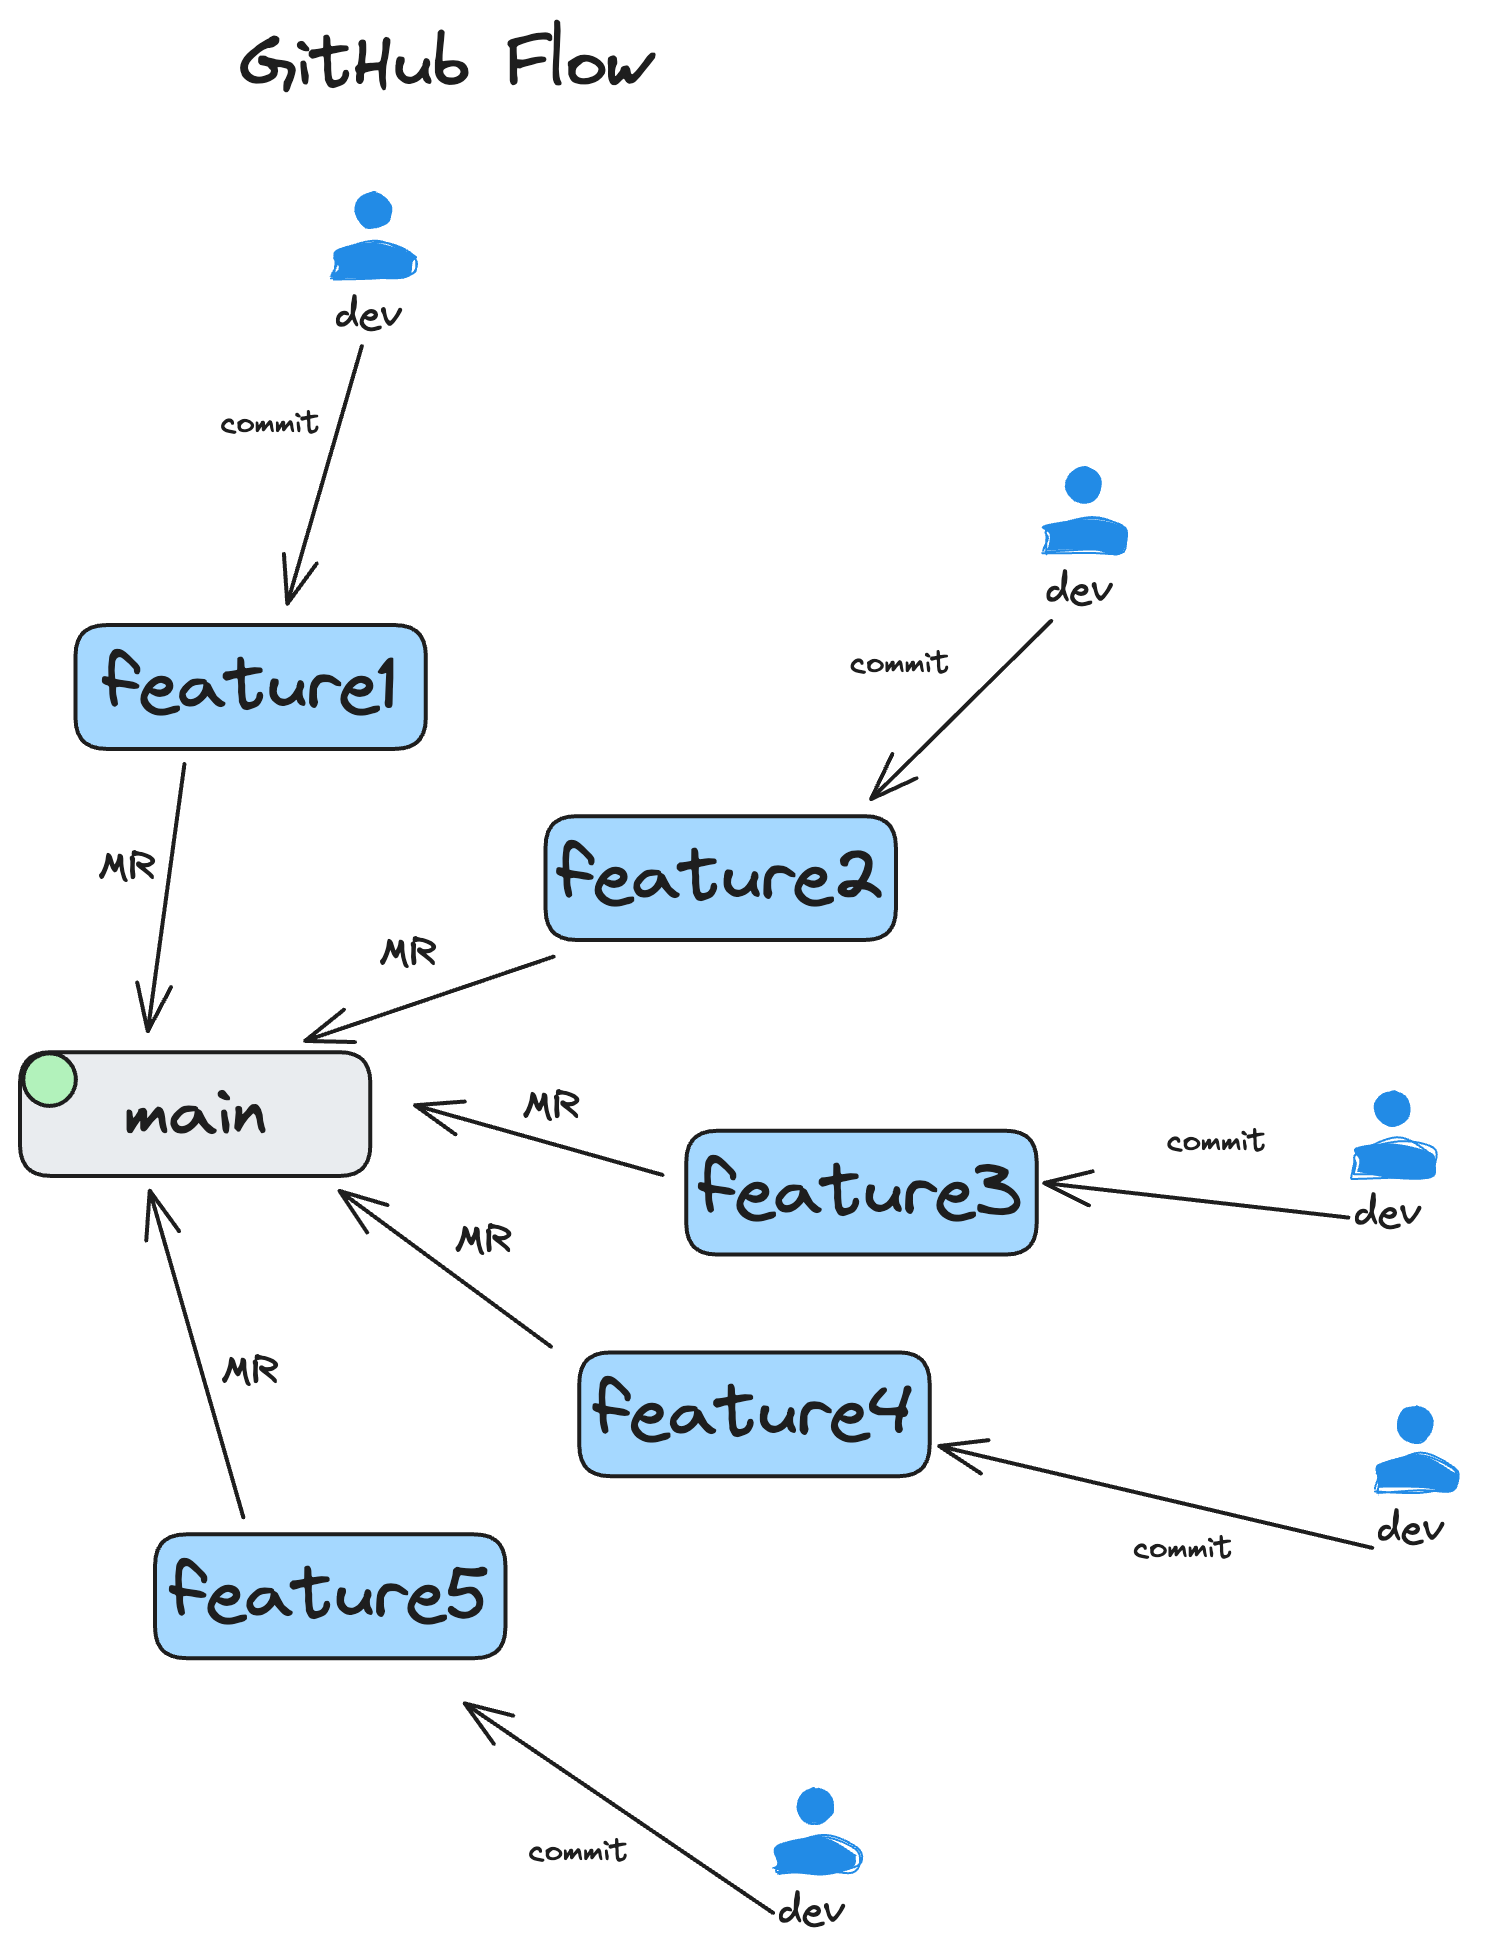 GitHub Flow
dev
commit
dev
commit
feature1
feature2
MR
MR
main
MR
feature3
commit
dev
MR
feature4
MR
dev
commit
feature5
commit
dev